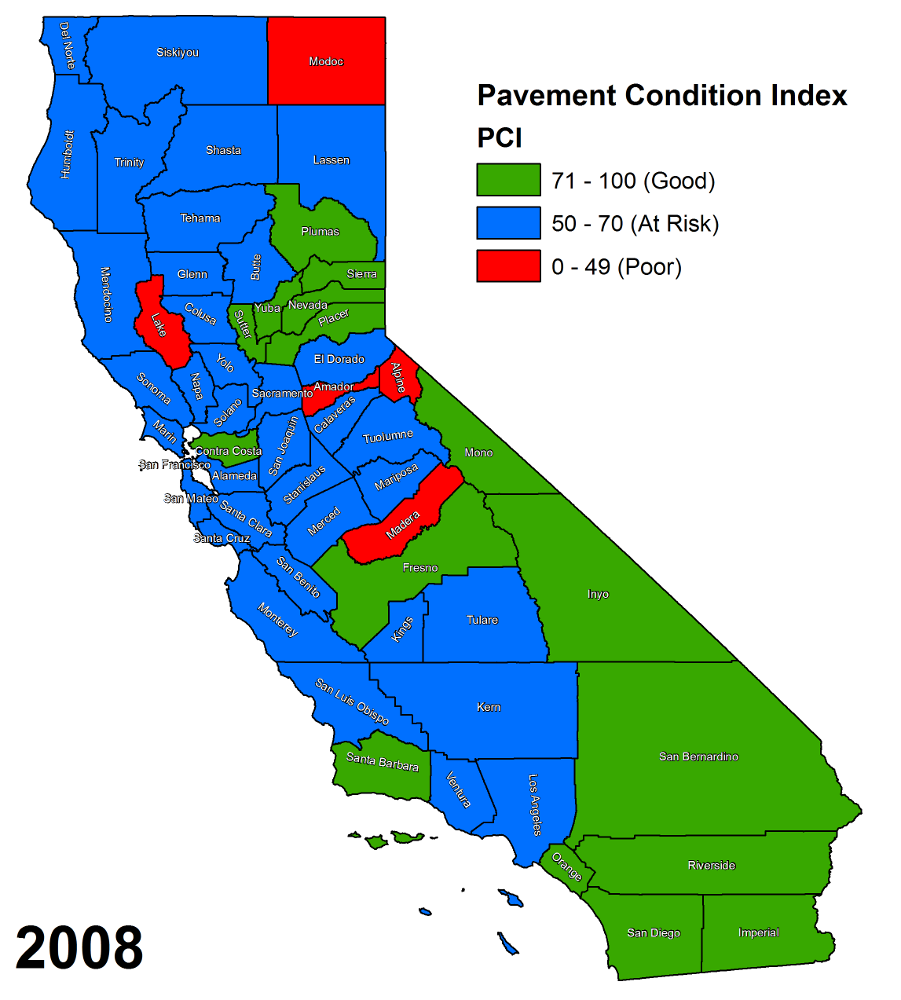 Pavement Condition Index
PCI
71 - 100 (Good)
50 - 70 (At Risk)
0 - 49 (Poor)
Del Norte
Siskiyou
Modoc
Humboldt
Trinity
Shasta
Lassen
Tehama
Plumas
Mendocino
Glenn
Butte
Sierra
Lake
Colusa
Sutter
Yuba
Nevada
Placer
Sonoma
Napa
Yolo
El Dorado
Solano
Sacramento
Amador
Alpine
Marin
Calaveras
Contra Costa
San Joaquin
Tuolumne
Mono
San Francisco
Alameda
Stanislaus
Mariposa
San Mateo
Santa Clara
Merced
Madera
Santa Cruz
San Benito
Fresno
Inyo
Monterey
Kings
Tulare
San Luis Obispo
Kern
San Bernardino
Santa Barbara
Ventura
Los Angeles
Orange
Riverside
San Diego
Imperial
2008